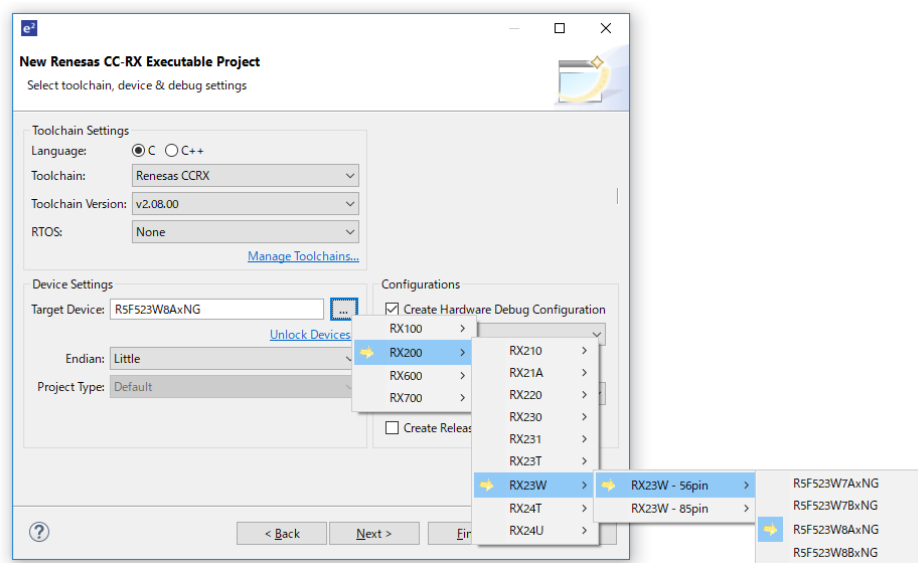 e²
New Renesas CC-RX Executable Project
Select toolchain, device & debug settings
Toolchain Settings
Language: C C++
Toolchain: Renesas CCRX
Toolchain Version: v2.08.00
RTOS: None
Manage Toolchains...
Device Settings
Target Device: R5F523W8AxNG ...
Unlock Devices
Endian: Little
Project Type: Default
Configurations
Create Hardware Debug Configuration
RX100
RX200
RX600
RX700
RX210
RX21A
RX220
RX230
RX231
RX23T
RX23W
RX24T
RX24U
RX23W - 56pin
RX23W - 85pin
R5F523W7AxNG
R5F523W7BxNG
R5F523W8AxNG
R5F523W8BxNG
Create
? < Back Next >